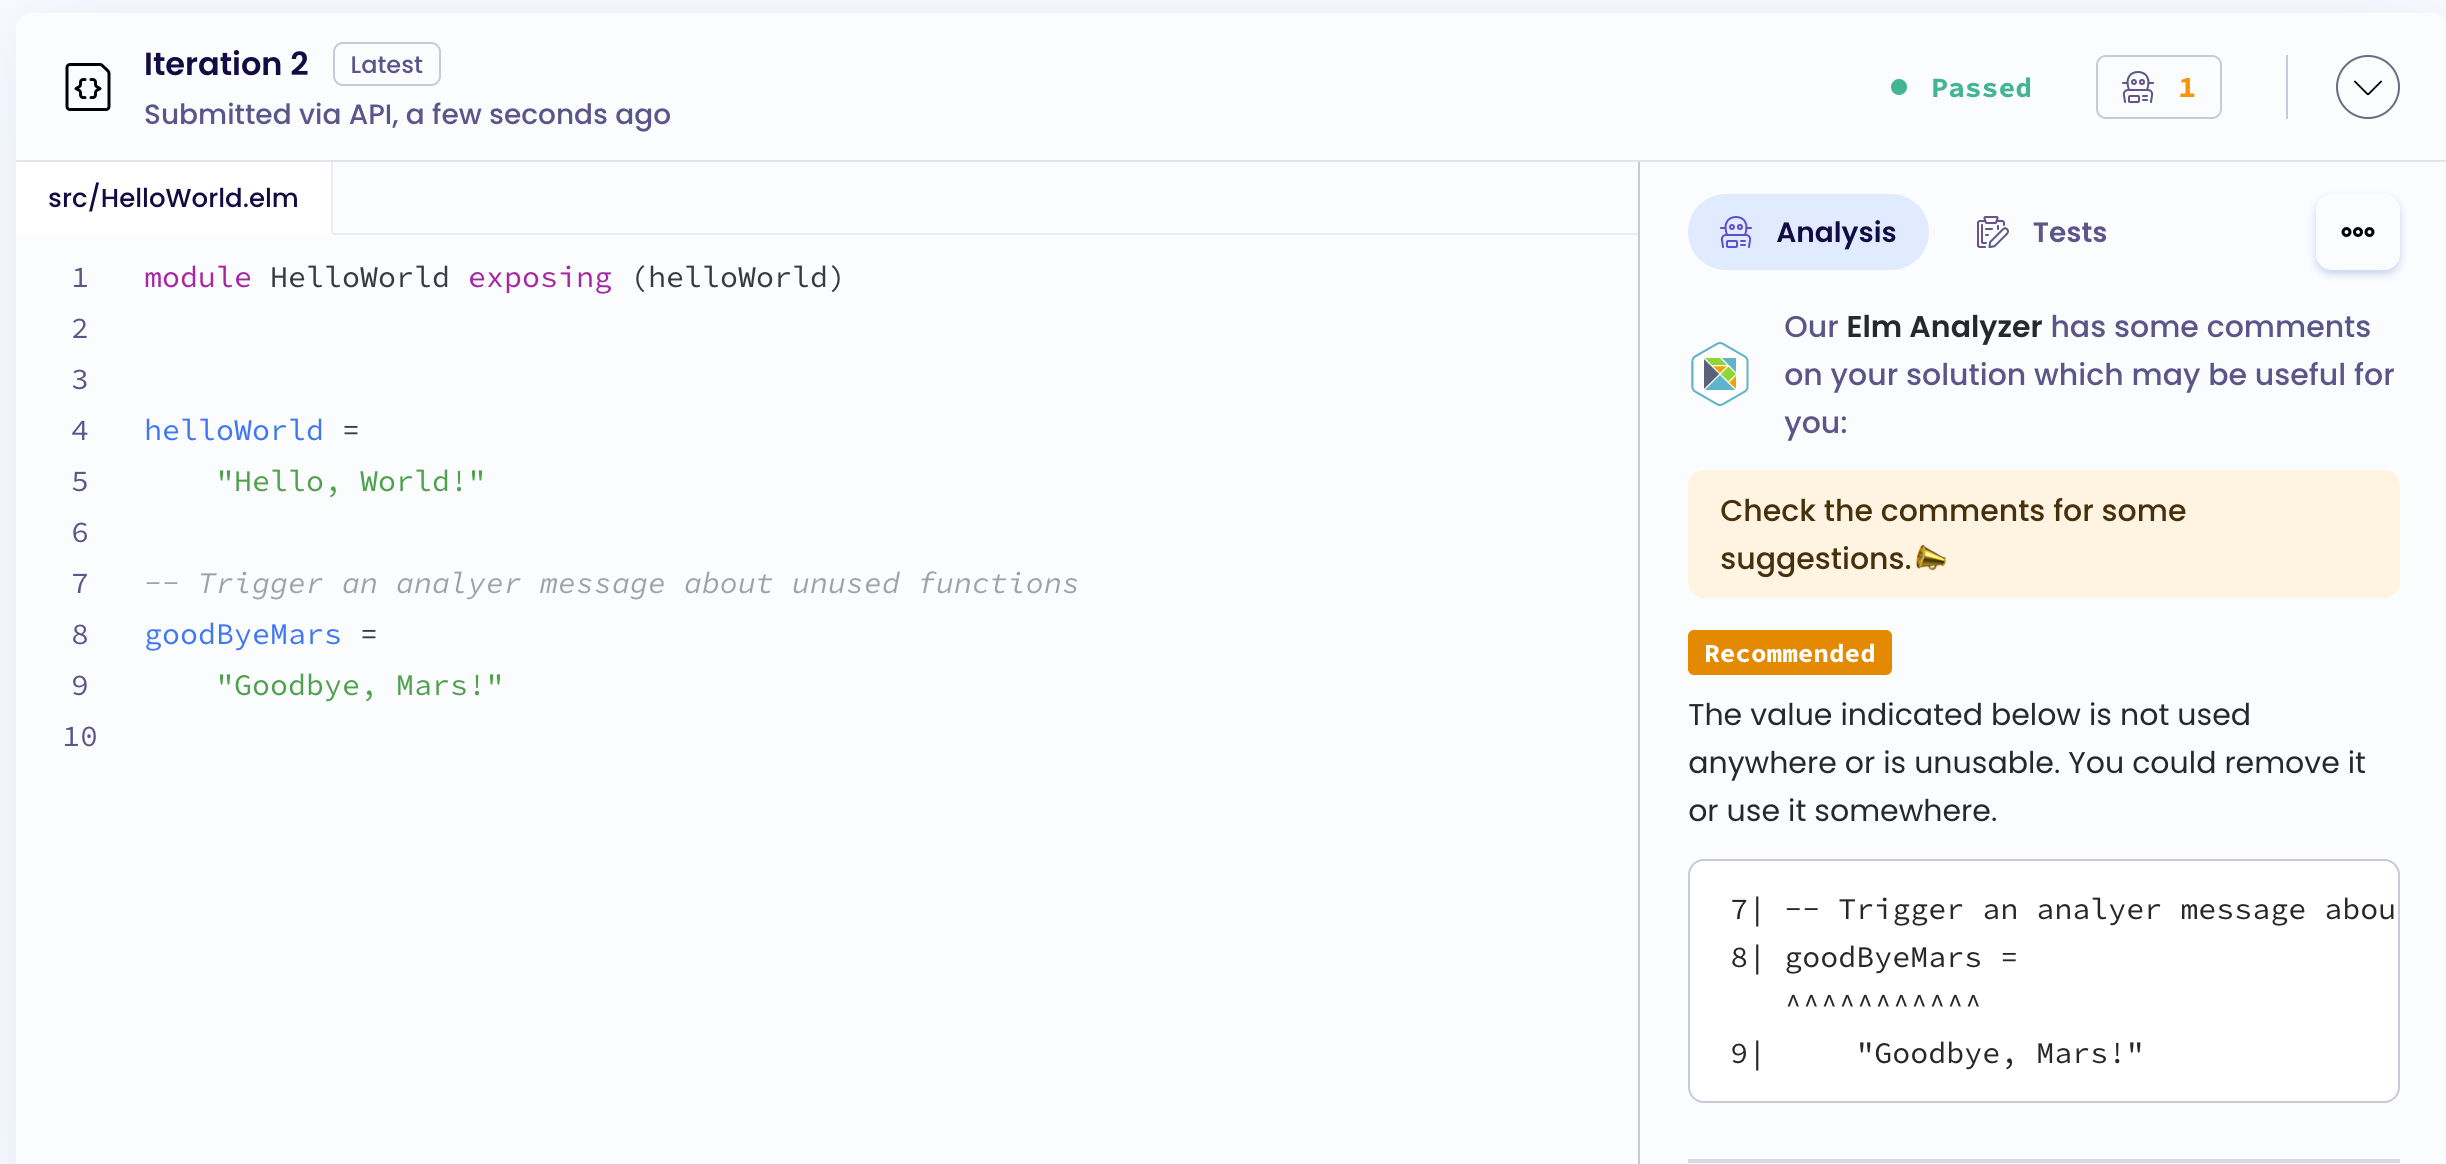 Iteration 2 Latest
Submitted via API, a few seconds ago
Passed
1
src/HelloWorld.elm
1 module HelloWorld exposing (helloWorld)
2
3
4 helloWorld =
5     "Hello, World!"
6
7 -- Trigger an analyer message about unused functions
8 goodByeMars =
9     "Goodbye, Mars!"
10
Analysis Tests
Our Elm Analyzer has some comments
on your solution which may be useful for
you:
Check the comments for some
suggestions.
Recommended
The value indicated below is not used
anywhere or is unusable. You could remove it
or use it somewhere.
7| -- Trigger an analyer message abou
8| goodByeMars =
   ^^^^^^^^^^^
9|     "Goodbye, Mars!"